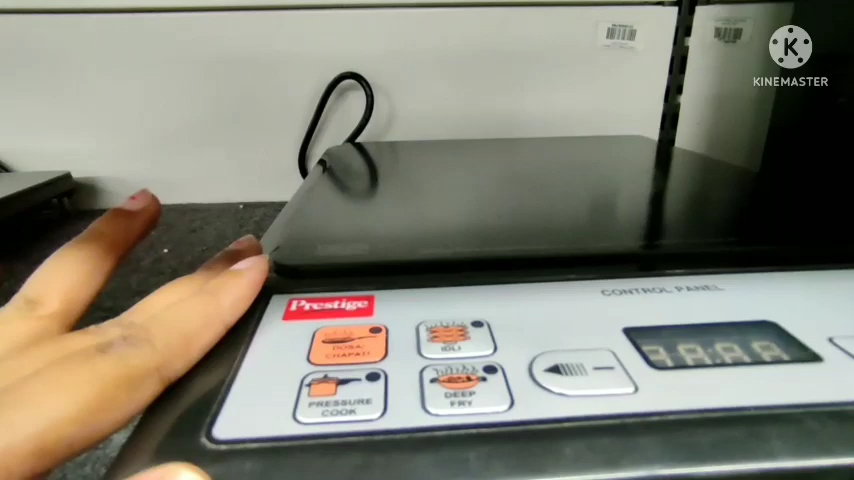 KINEMASTER
CONTROL PANEL
Prestige
DOSA/
CHAPATI
IDLI
PRESSURE
COOK
DEEP
FRY